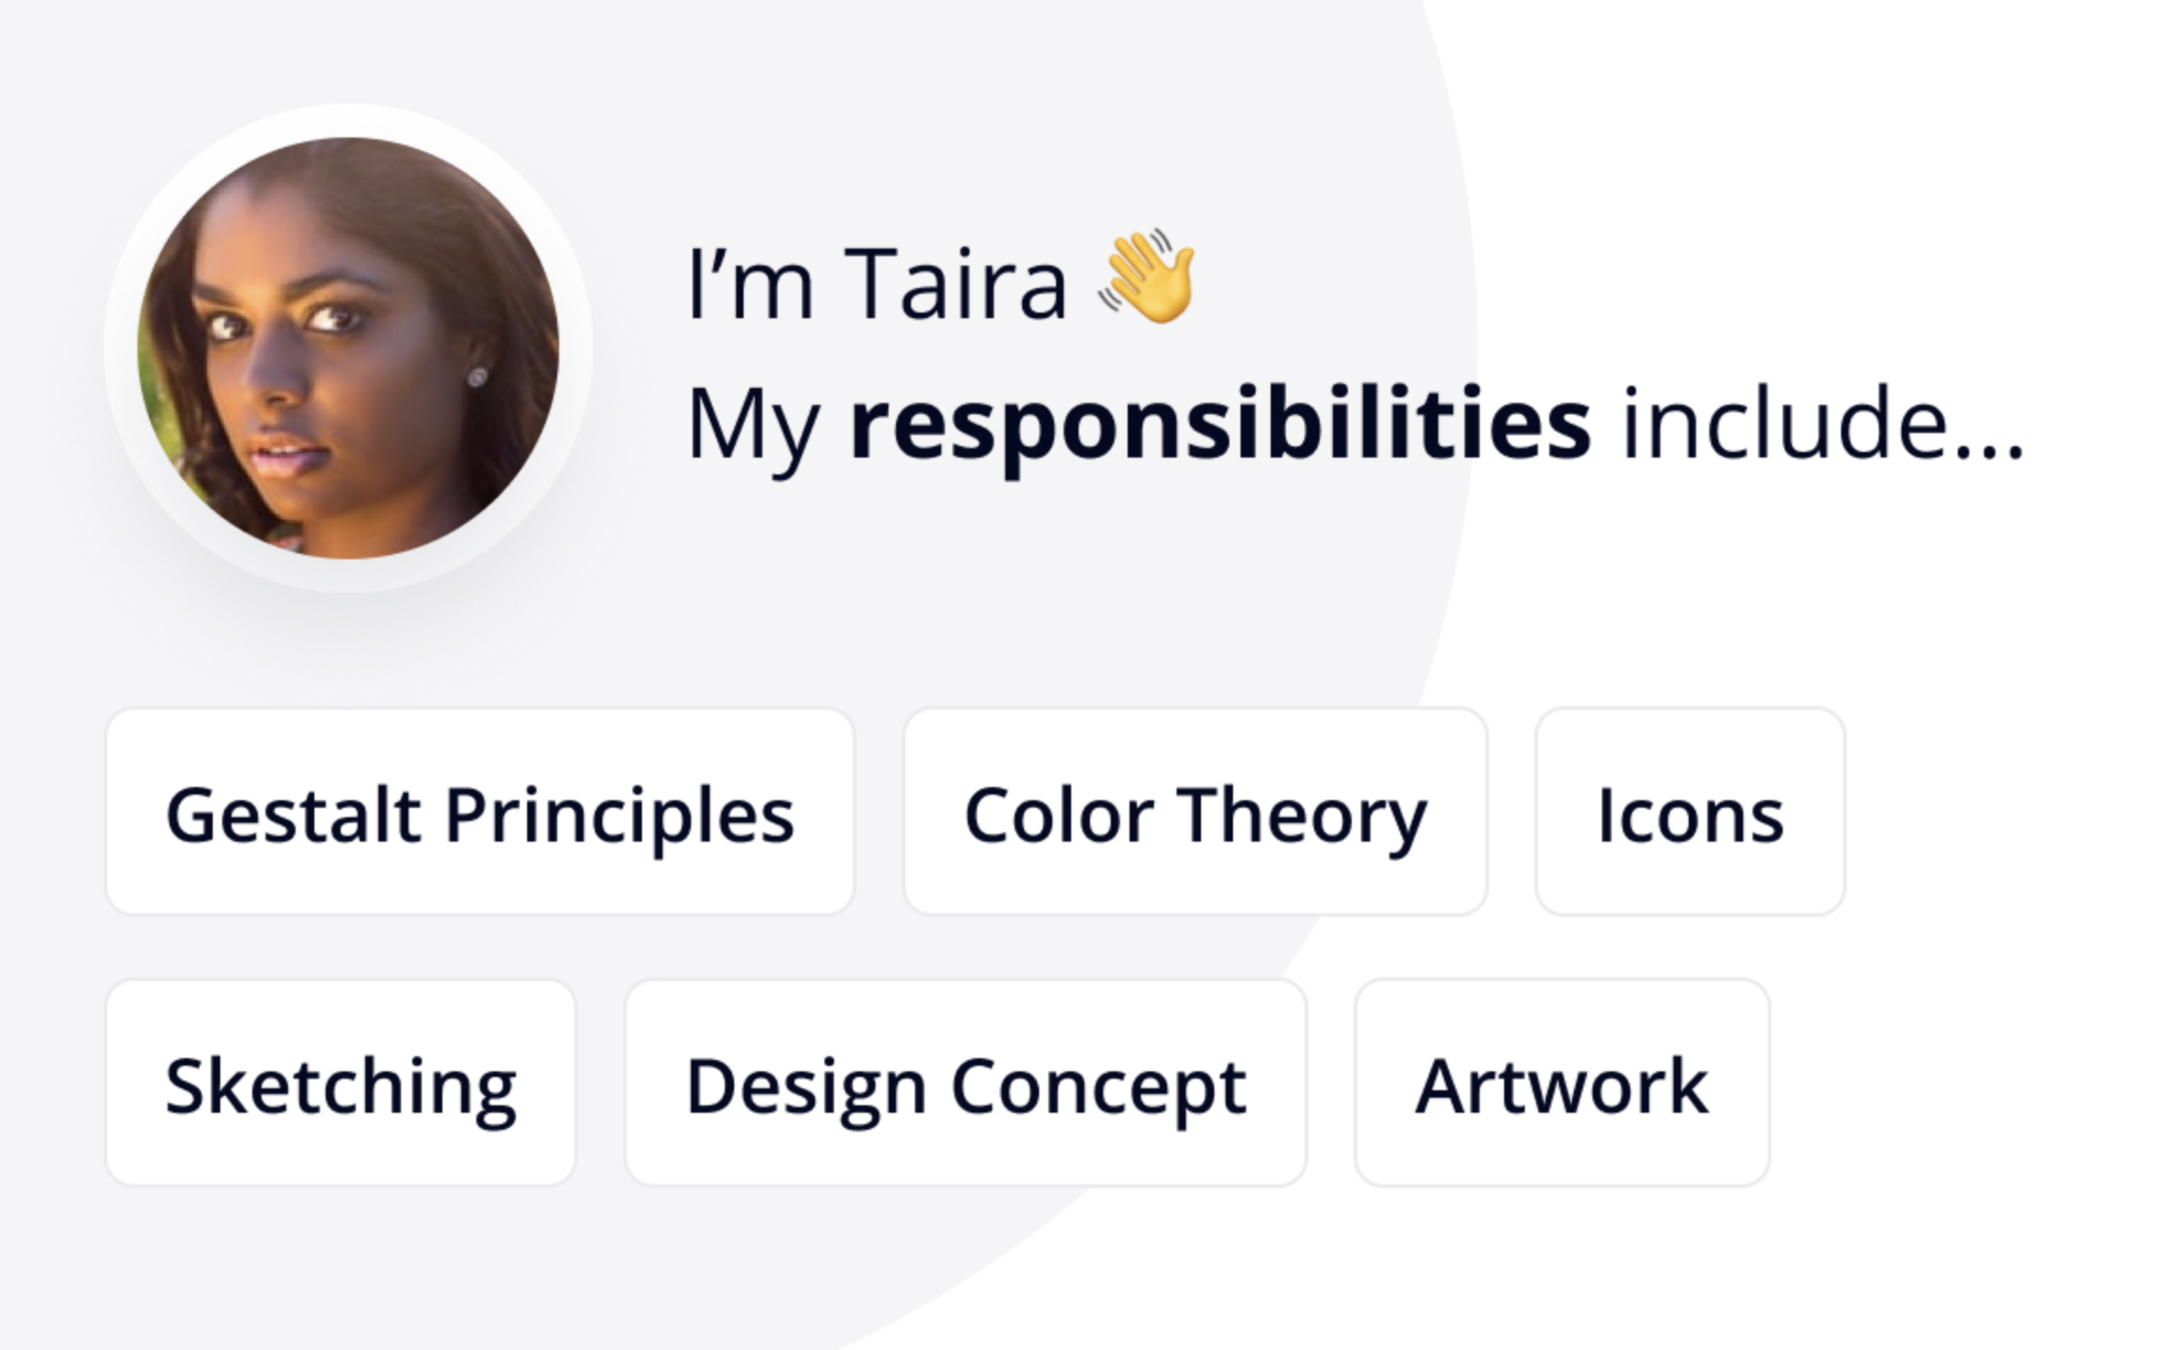 I’m Taira 👋
My responsibilities include...
Gestalt Principles
Color Theory
Icons
Sketching
Design Concept
Artwork